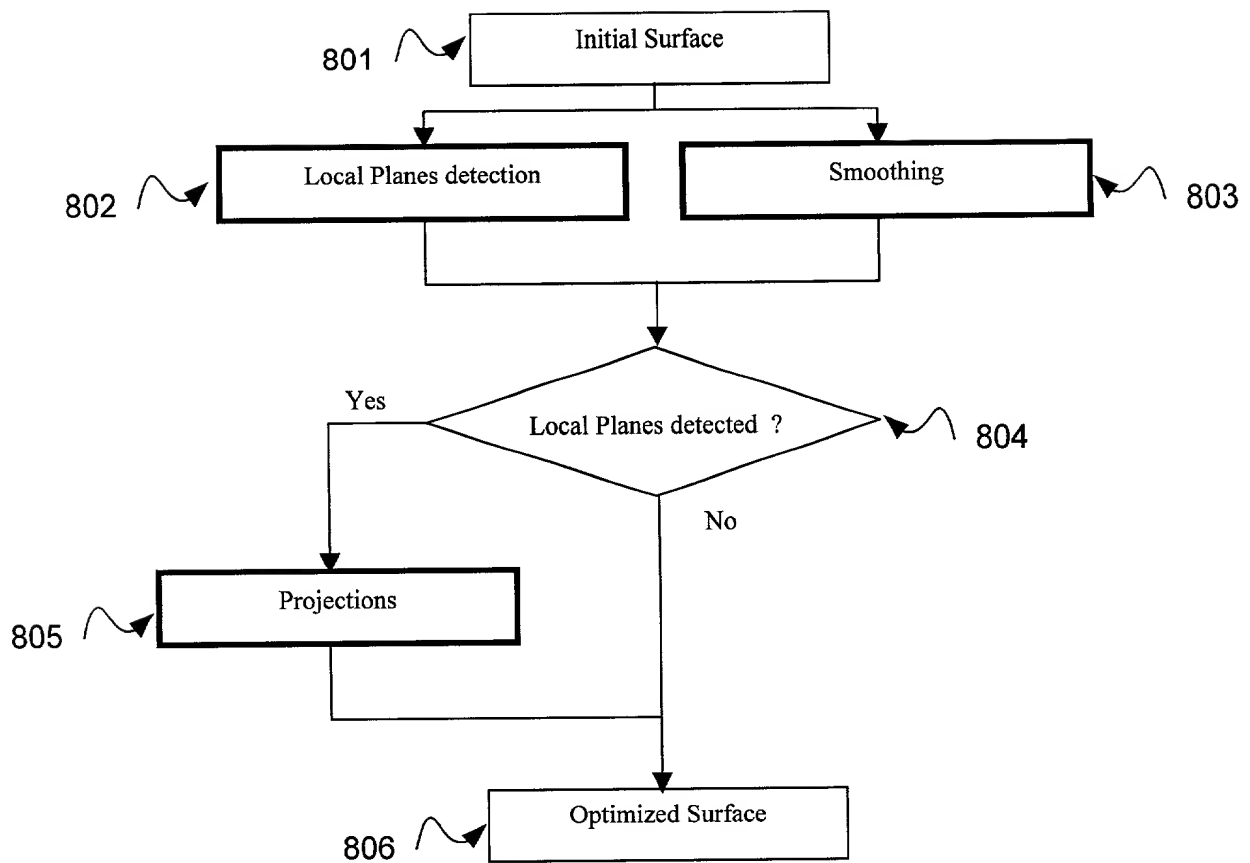 Initial Surface
801
Local Planes detection
Smoothing
802
803
Yes
Local Planes detected ?
804
No
Projections
805
Optimized Surface
806